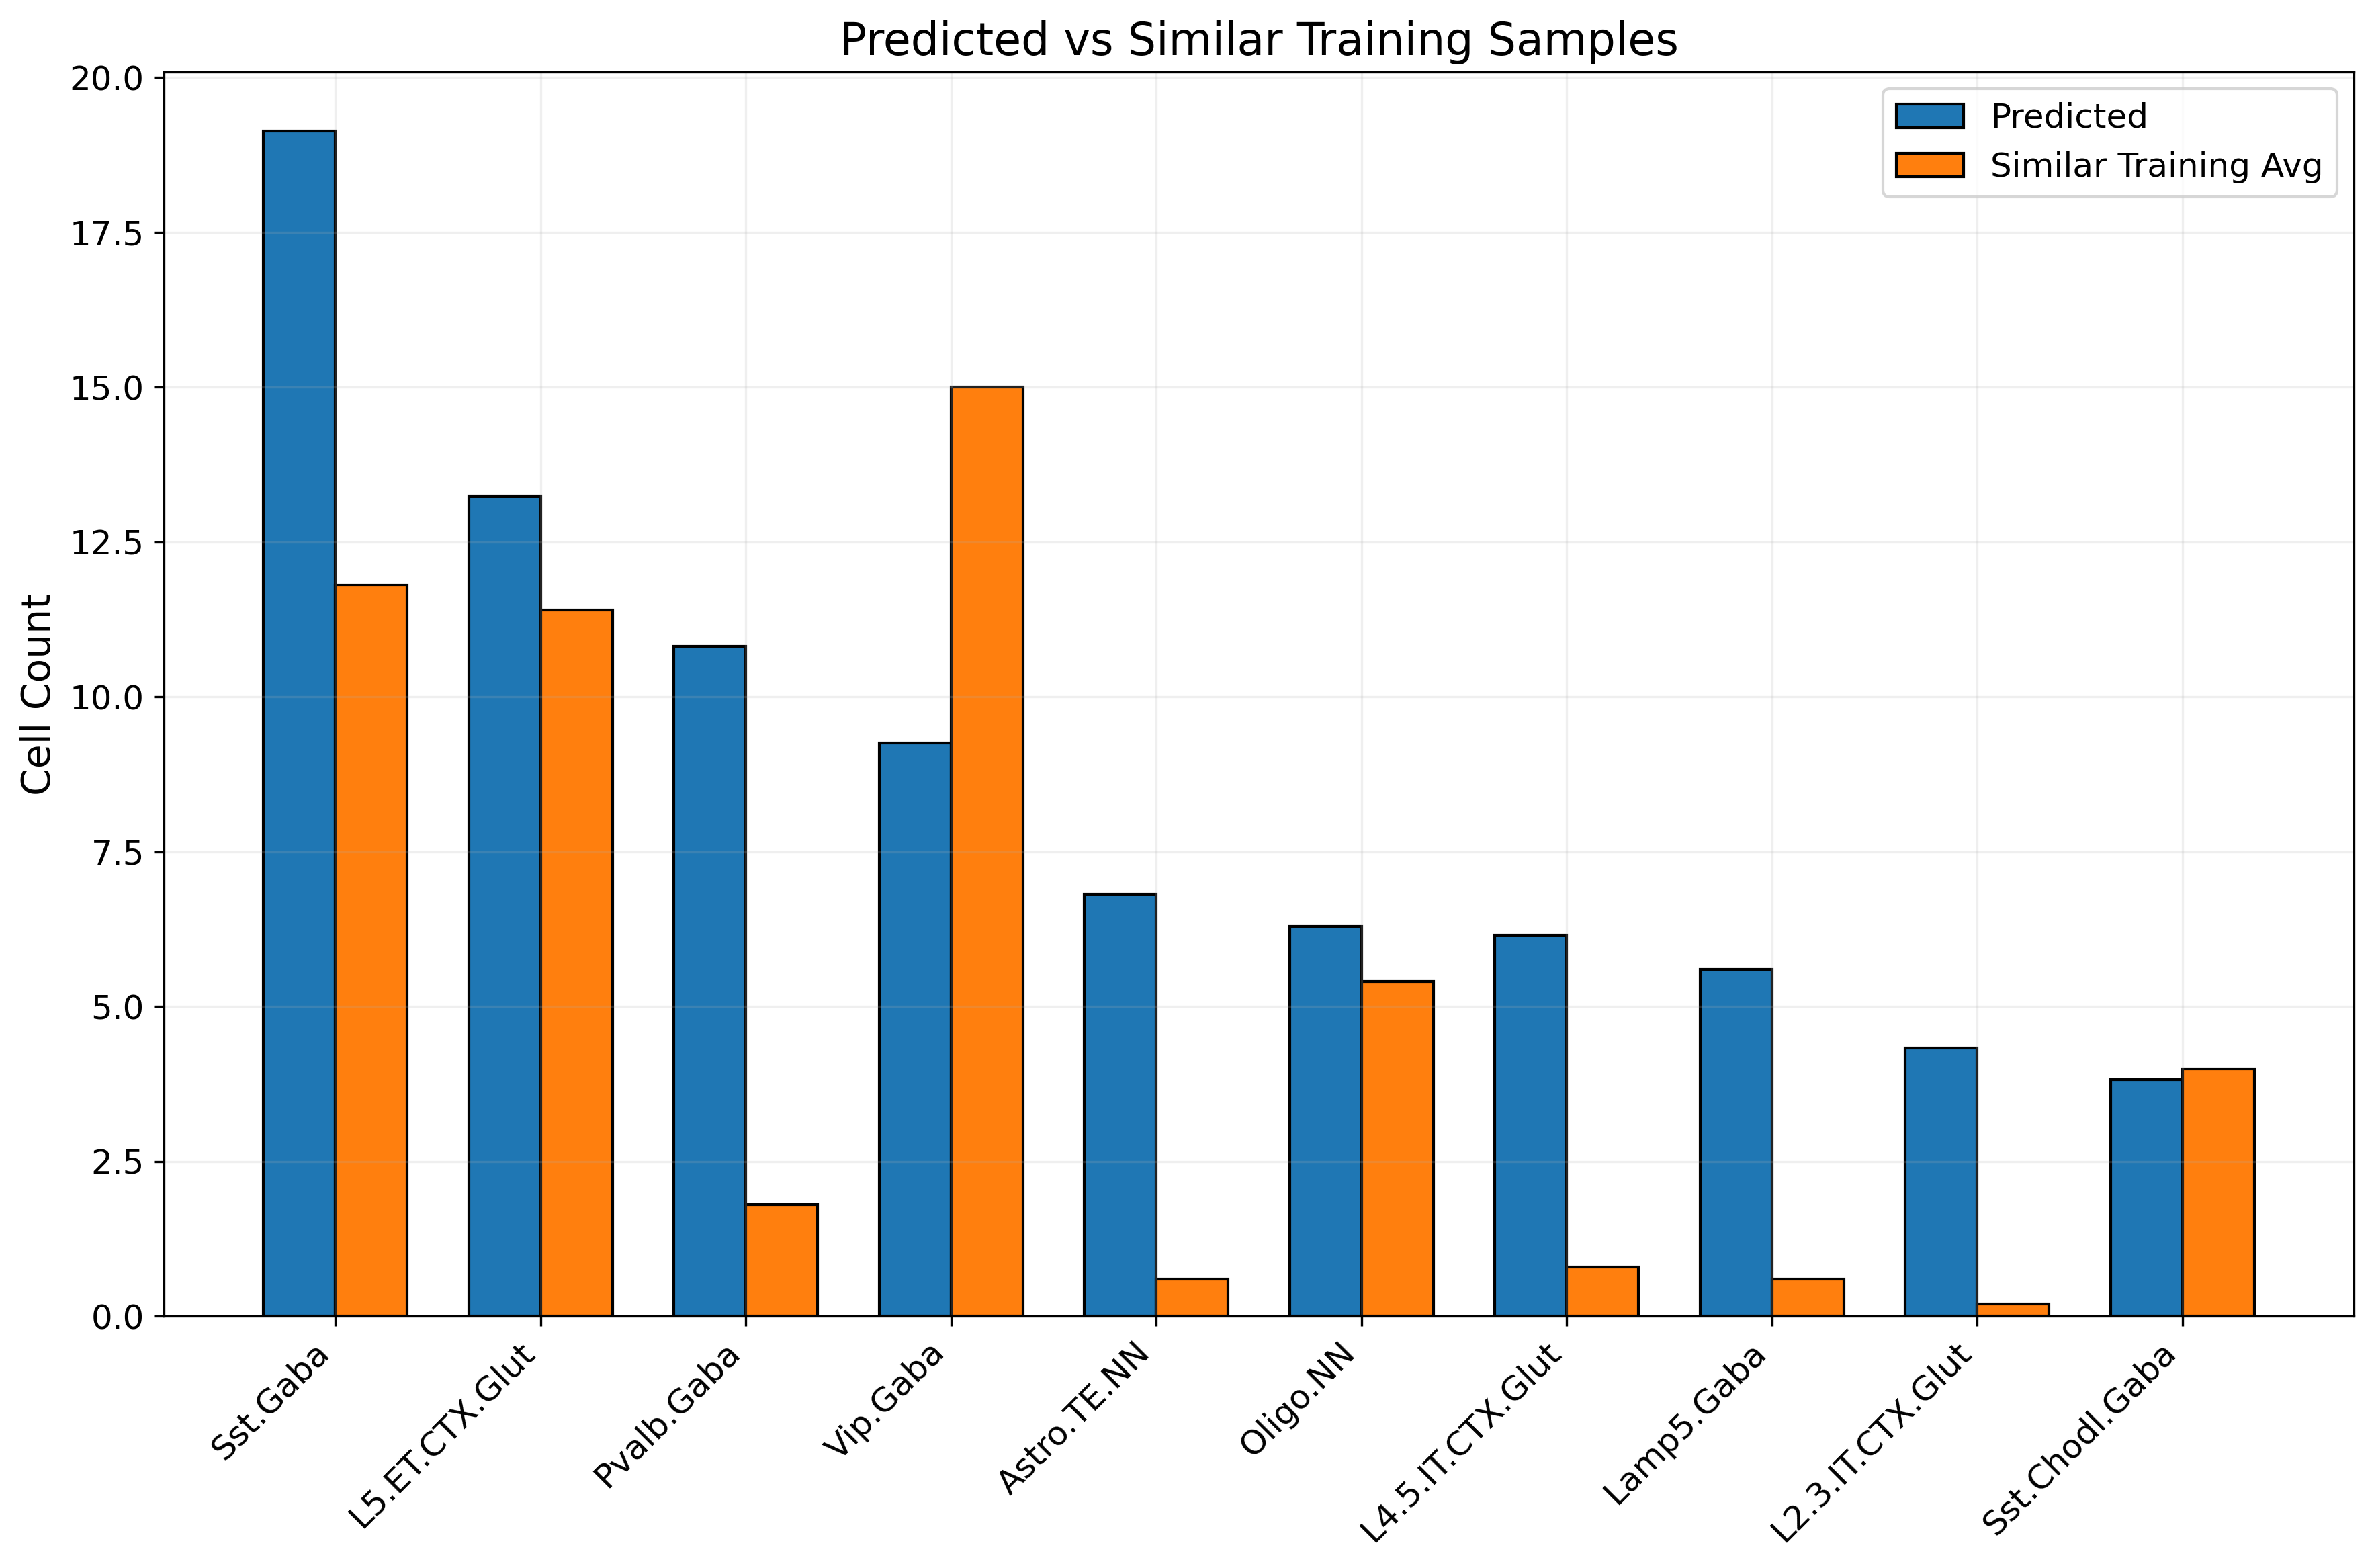 Predicted vs Similar Training Samples
20.0
17.5
15.0
12.5
10.0
7.5
5.0
2.5
0.0
Cell Count
Predicted
Similar Training Avg
Sst.Gaba
L5.ET.CTX.Glut
Pvalb.Gaba
Vip.Gaba
Astro.TE.NN
Oligo.NN
L4.5.IT.CTX.Glut
Lamp5.Gaba
L2.3.IT.CTX.Glut
Sst.Chodl.Gaba